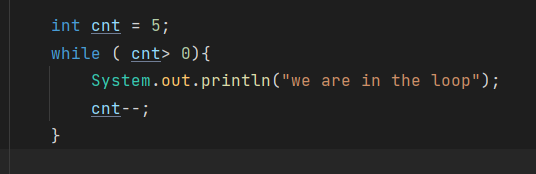 int cnt = 5;
while ( cnt> 0){
System.out.println("we are in the loop");
cnt--;
}